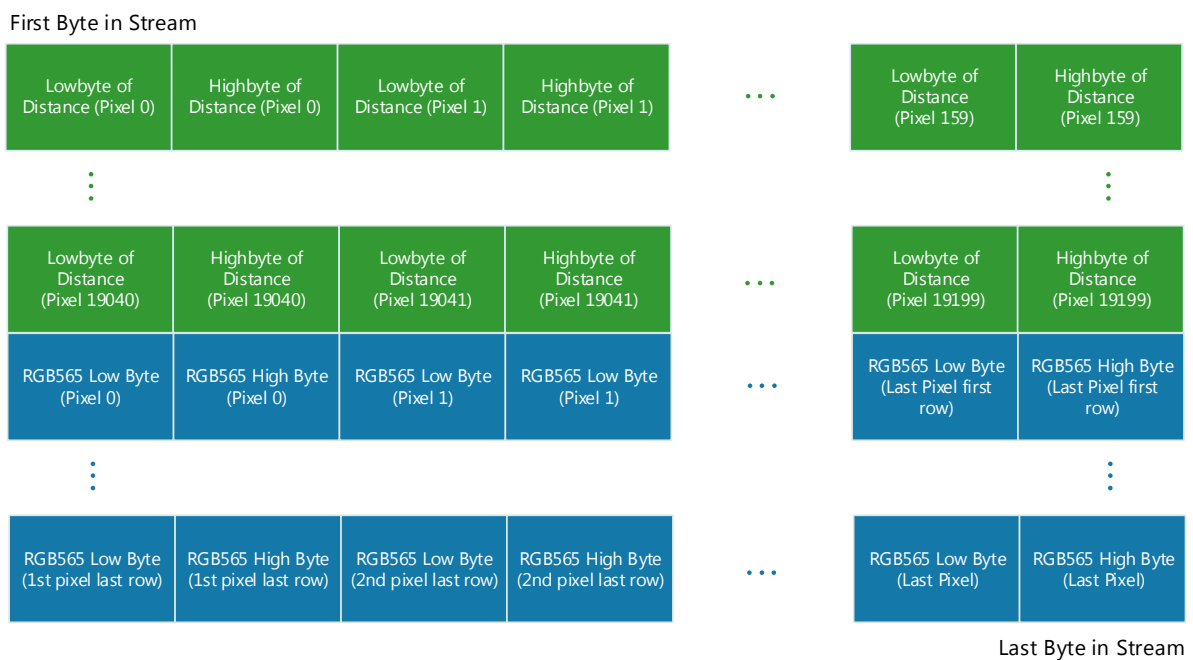 First Byte in Stream
Lowbyte of
Distance (Pixel 0)
Highbyte of
Distance (Pixel 0)
Lowbyte of
Distance (Pixel 1)
Highbyte of
Distance (Pixel 1)
...
Lowbyte of
Distance
(Pixel 159)
Highbyte of
Distance
(Pixel 159)
Lowbyte of
Distance
(Pixel 19040)
Highbyte of
Distance
(Pixel 19040)
Lowbyte of
Distance
(Pixel 19041)
Highbyte of
Distance
(Pixel 19041)
...
Lowbyte of
Distance
(Pixel 19199)
Highbyte of
Distance
(Pixel 19199)
RGB565 Low Byte
(Pixel 0)
RGB565 High Byte
(Pixel 0)
RGB565 Low Byte
(Pixel 1)
RGB565 Low Byte
(Pixel 1)
...
RGB565 Low Byte
(Last Pixel first
row)
RGB565 High Byte
(Last Pixel first
row)
RGB565 Low Byte
(1st pixel last row)
RGB565 High Byte
(1st pixel last row)
RGB565 Low Byte
(2nd pixel last row)
RGB565 High Byte
(2nd pixel last row)
...
RGB565 Low Byte
(Last Pixel)
RGB565 High Byte
(Last Pixel)
Last Byte in Stream